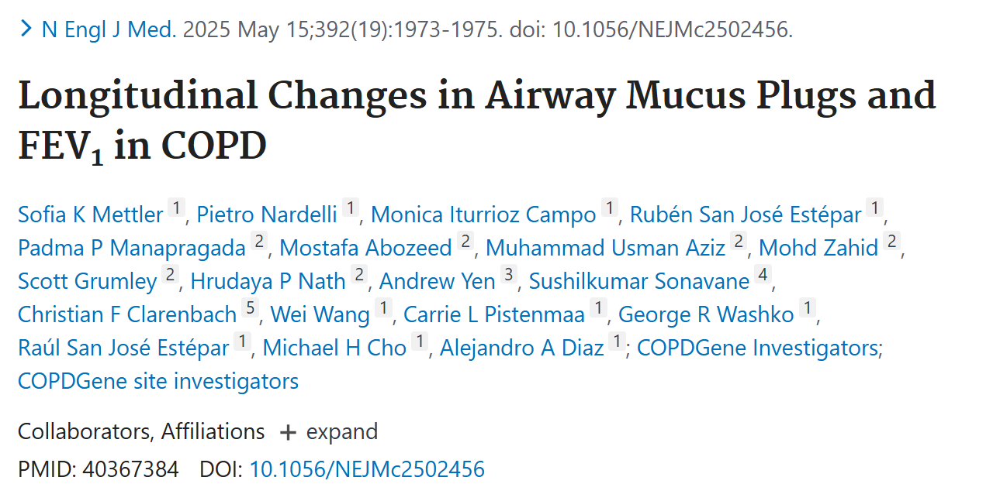 N Engl J Med. 2025 May 15;392(19):1973-1975. doi: 10.1056/NEJMc2502456.
Longitudinal Changes in Airway Mucus Plugs and
FEV₁ in COPD
Sofia K Mettler 1, Pietro Nardelli 1, Monica Iturrioz Campo 1, Rubén San José Estépar 1,
Padma P Manapragada 2, Mostafa Abozeed 2, Muhammad Usman Aziz 2, Mohd Zahid 2,
Scott Grumley 2, Hrudaya P Nath 2, Andrew Yen 3, Sushilkumar Sonavane 4,
Christian F Clarenbach 5, Wei Wang 1, Carrie L Pistenmaa 1, George R Washko 1,
Raúl San José Estépar 1, Michael H Cho 1, Alejandro A Diaz 1; COPDGene Investigators;
COPDGene site investigators
Collaborators, Affiliations + expand
PMID: 40367384 DOI: 10.1056/NEJMc2502456